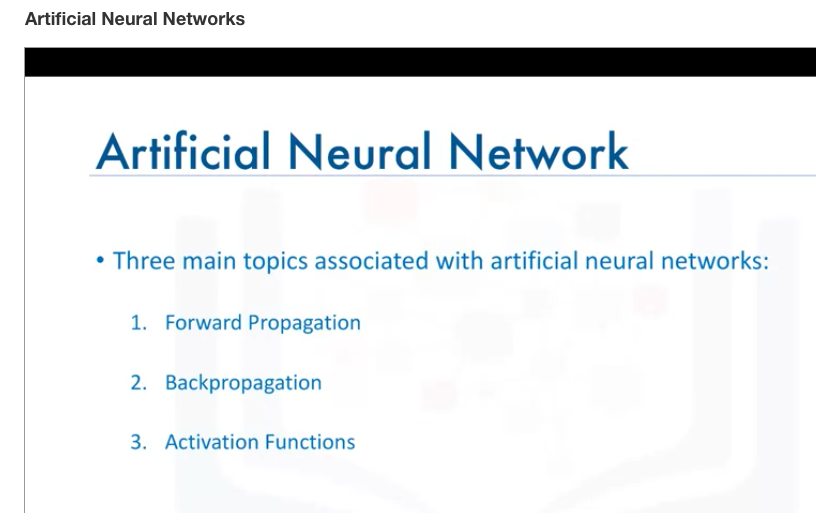 Artificial Neural Networks
Artificial Neural Network
• Three main topics associated with artificial neural networks:
1. Forward Propagation
2. Backpropagation
3. Activation Functions